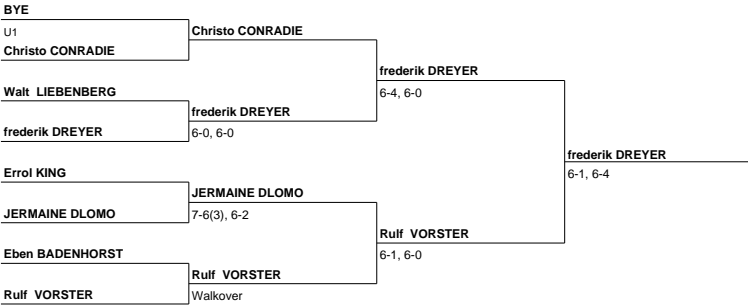 BYE
U1
Christo CONRADIE
Christo CONRADIE
Walt LIEBENBERG
frederik DREYER
frederik DREYER
6-0, 6-0
frederik DREYER
6-4, 6-0
Errol KING
JERMAINE DLOMO
JERMAINE DLOMO
7-6(3), 6-2
Eben BADENHORST
Rulf VORSTER
Rulf VORSTER
Walkover
Rulf VORSTER
6-1, 6-0
frederik DREYER
6-1, 6-4